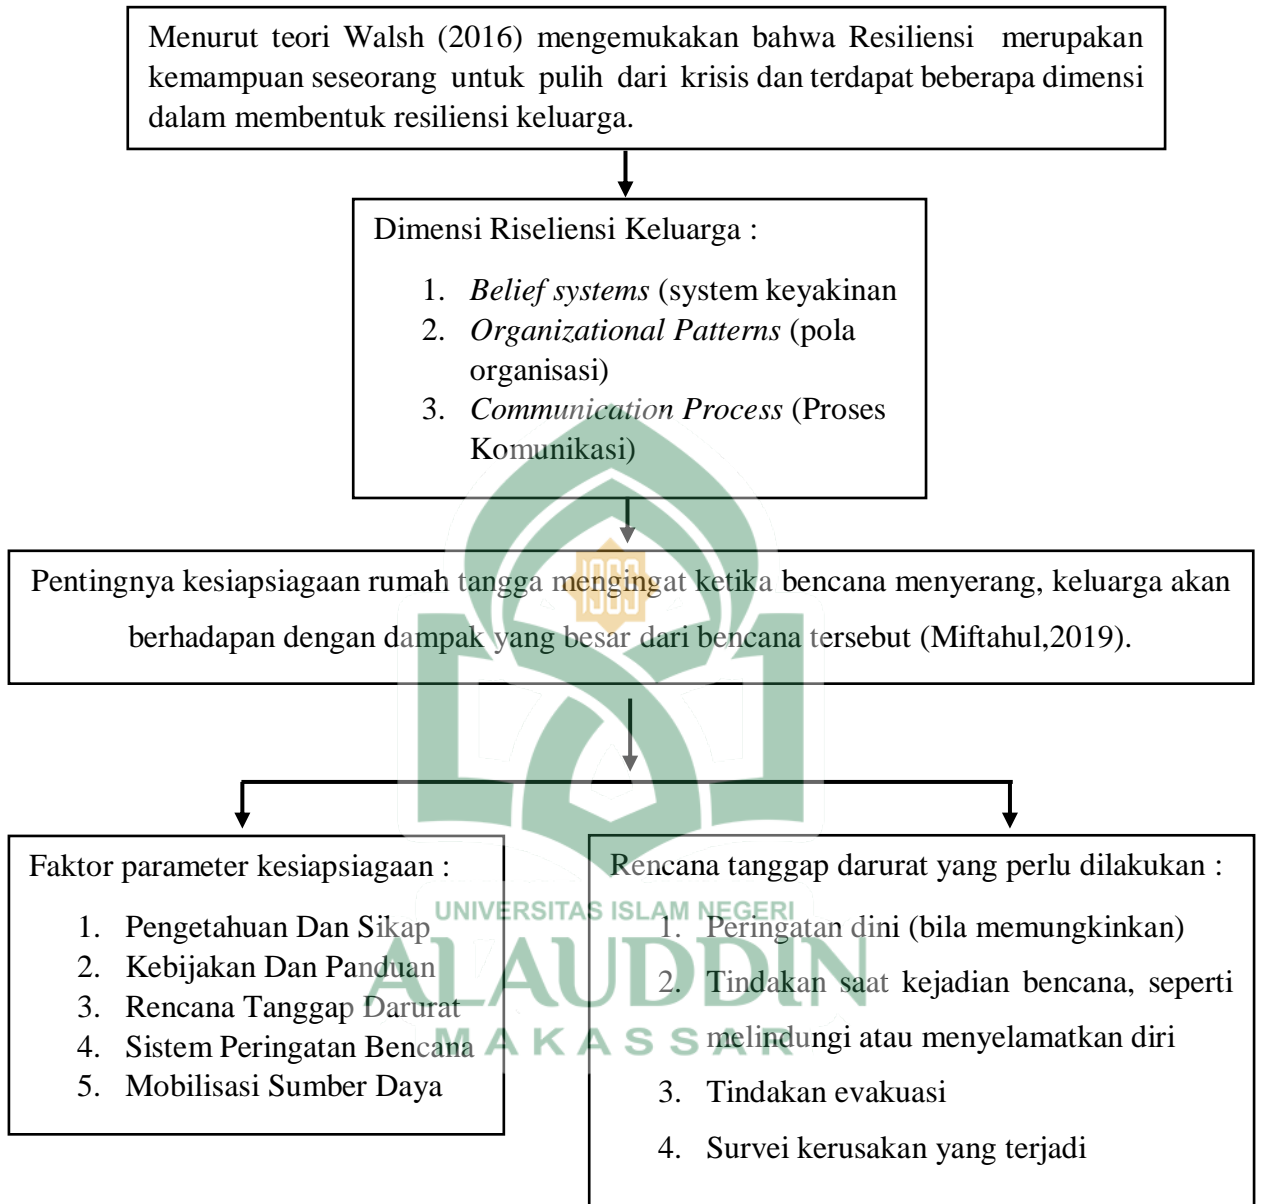 Menurut teori Walsh (2016) mengemukakan bahwa Resiliensi merupakan
kemampuan seseorang untuk pulih dari krisis dan terdapat beberapa dimensi
dalam membentuk resiliensi keluarga.
Dimensi Riseliensi Keluarga :
1. Belief systems (system keyakinan
2. Organizational Patterns (pola
organisasi)
3. Communication Process (Proses
Komunikasi)
Pentingnya kesiapsiagaan rumah tangga mengingat ketika bencana menyerang, keluarga akan
berhadapan dengan dampak yang besar dari bencana tersebut (Miftahul,2019).
Faktor parameter kesiapsiagaan :
1. Pengetahuan Dan Sikap
2. Kebijakan Dan Panduan
3. Rencana Tanggap Darurat
4. Sistem Peringatan Bencana
5. Mobilisasi Sumber Daya
Rencana tanggap darurat yang perlu dilakukan :
1. Peringatan dini (bila memungkinkan)
2. Tindakan saat kejadian bencana, seperti
melindungi atau menyelamatkan diri
3. Tindakan evakuasi
4. Survei kerusakan yang terjadi
1965
UNIVERSITAS ISLAM NEGERI
ALAUDDIN
MAKASSAR